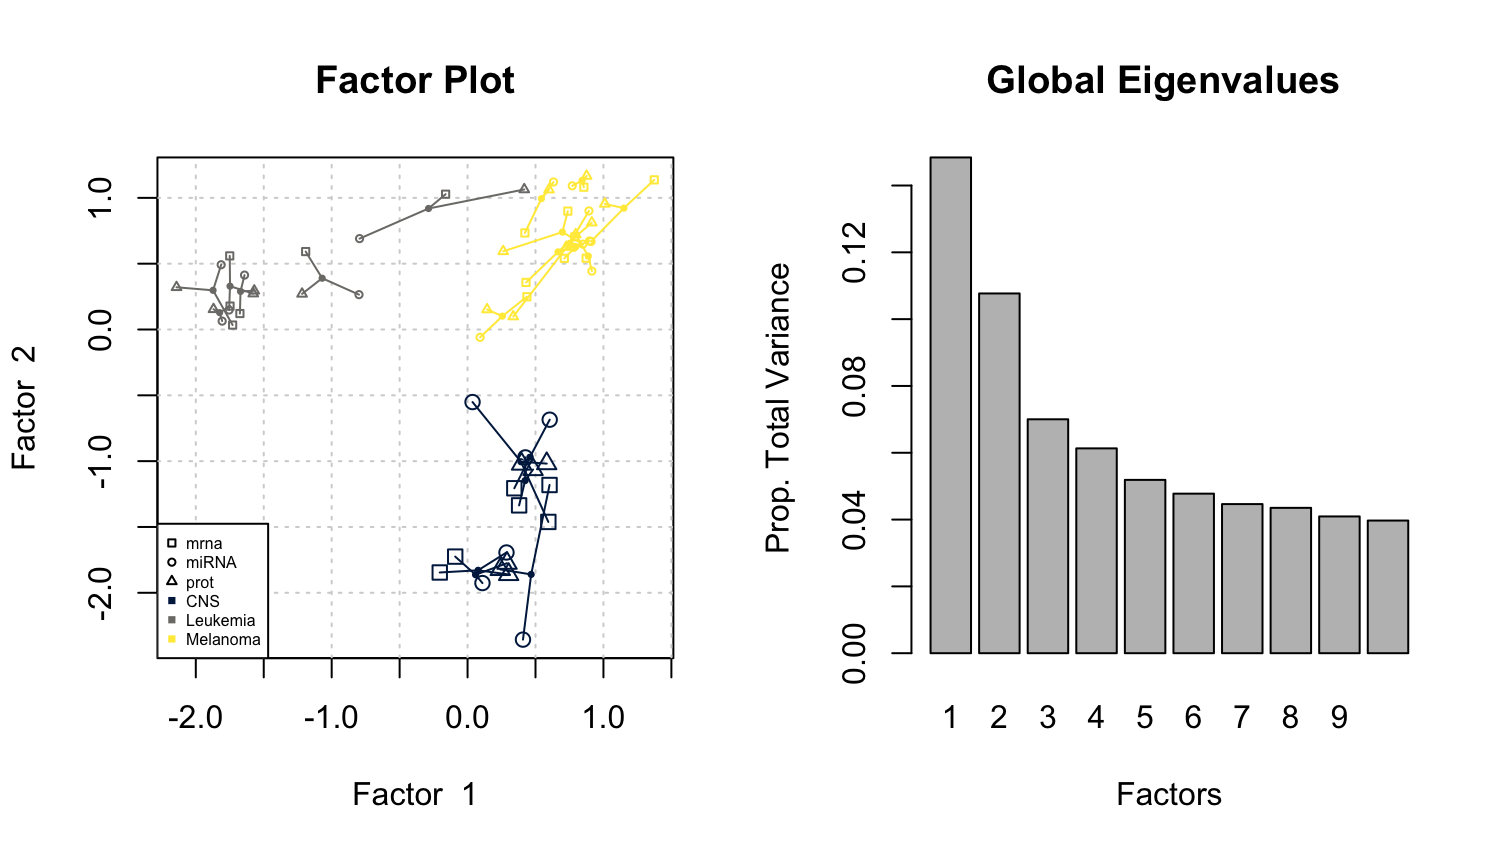 Factor Plot
Factor 2
1.0
0.0
-1.0
-2.0
mrna
miRNA
prot
CNS
Leukemia
Melanoma
-2.0 -1.0 0.0 1.0
Factor 1
Global Eigenvalues
Prop. Total Variance
0.12
0.08
0.04
0.00
1 2 3 4 5 6 7 8 9
Factors